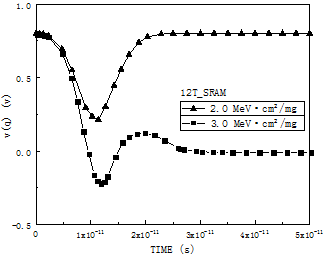 1.0
0.5
0.0
-0.5
v(Q) (v)
12T_SRAM
2.0 MeV·cm²/mg
3.0 MeV·cm²/mg
0 1x10⁻¹¹ 2x10⁻¹¹ 3x10⁻¹¹ 4x10⁻¹¹ 5x10⁻¹¹
TIME (s)